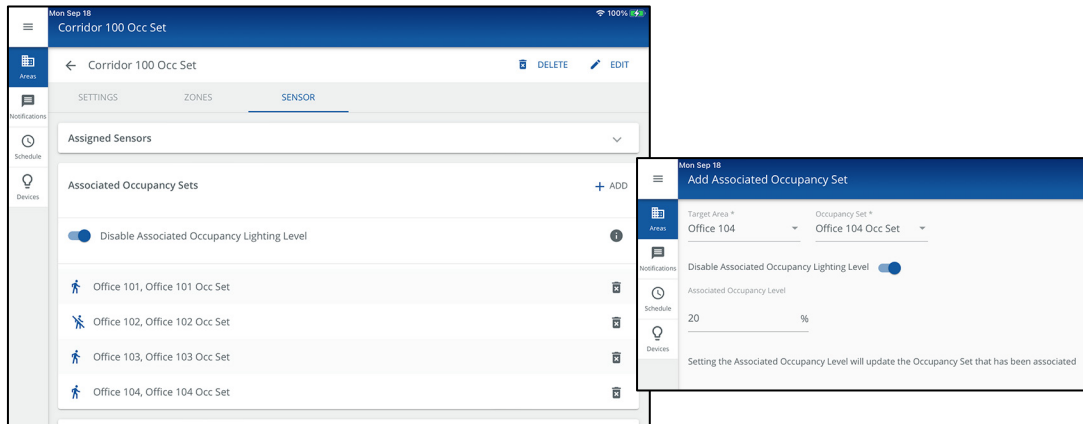 Mon Sep 18
100%
Corridor 100 Occ Set
Corridor 100 Occ Set
DELETE
EDIT
Areas
SETTINGS ZONES SENSOR
Notifications
Schedule
Devices
Assigned Sensors
Associated Occupancy Sets
+ ADD
Disable Associated Occupancy Lighting Level
Office 101, Office 101 Occ Set
Office 102, Office 102 Occ Set
Office 103, Office 103 Occ Set
Office 104, Office 104 Occ Set
Mon Sep 18
Add Associated Occupancy Set
Areas
Notifications
Schedule
Devices
Target Area * Occupancy Set *
Office 104 Office 104 Occ Set
Disable Associated Occupancy Lighting Level
Associated Occupancy Level
20 %
Setting the Associated Occupancy Level will update the Occupancy Set that has been associated